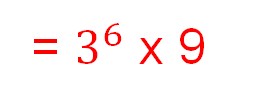 = 3⁶ x 9